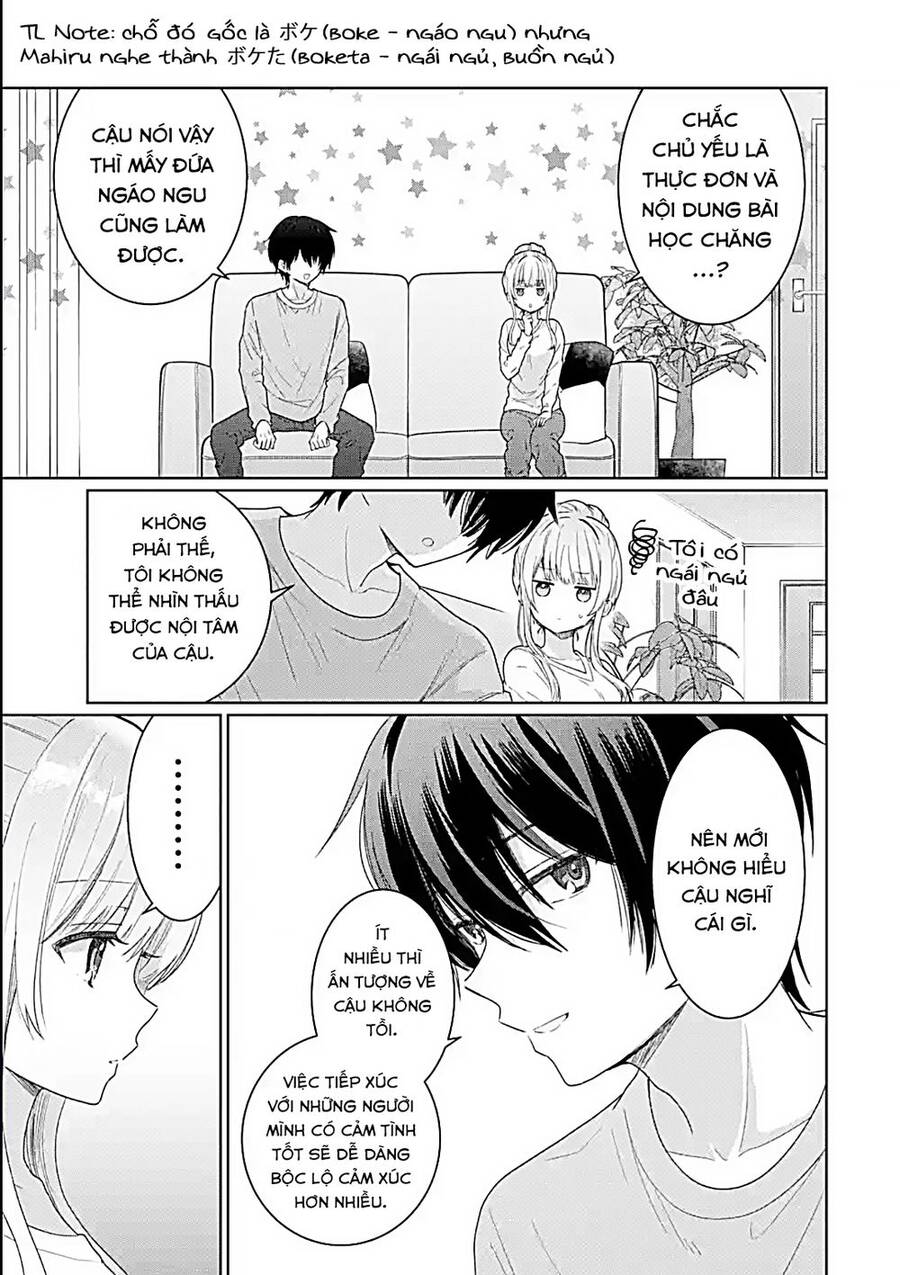 TL Note: chỗ đó gốc là ボケ (Boke - ngáo ngu) nhưng
Mahiru nghe thành ボケた (Boketa - ngái ngủ, buồn ngủ)
CHẮC
CHỦ YẾU LÀ
THỰC ĐƠN VÀ
NỘI DUNG BÀI
HỌC CHĂNG
...?
CẬU NÓI VẬY
THÌ MẤY ĐỨA
NGÁO NGU
CŨNG LÀM
ĐƯỢC.
Tôi có
ngái ngủ
đâu
KHÔNG
PHẢI THẾ,
TÔI KHÔNG
THỂ NHÌN THẤU
ĐƯỢC NỘI TÂM
CỦA CẬU.
NÊN MỚI
KHÔNG HIỂU
CẬU NGHĨ
CÁI GÌ.
ÍT
NHIỀU THÌ
ẤN TƯỢNG VỀ
CẬU KHÔNG
TỒI.
VIỆC TIẾP XÚC
VỚI NHỮNG NGƯỜI
MÌNH CÓ CẢM TÌNH
TỐT SẼ DỄ DÀNG
BỘC LỘ CẢM XÚC
HƠN NHIỀU.
.......